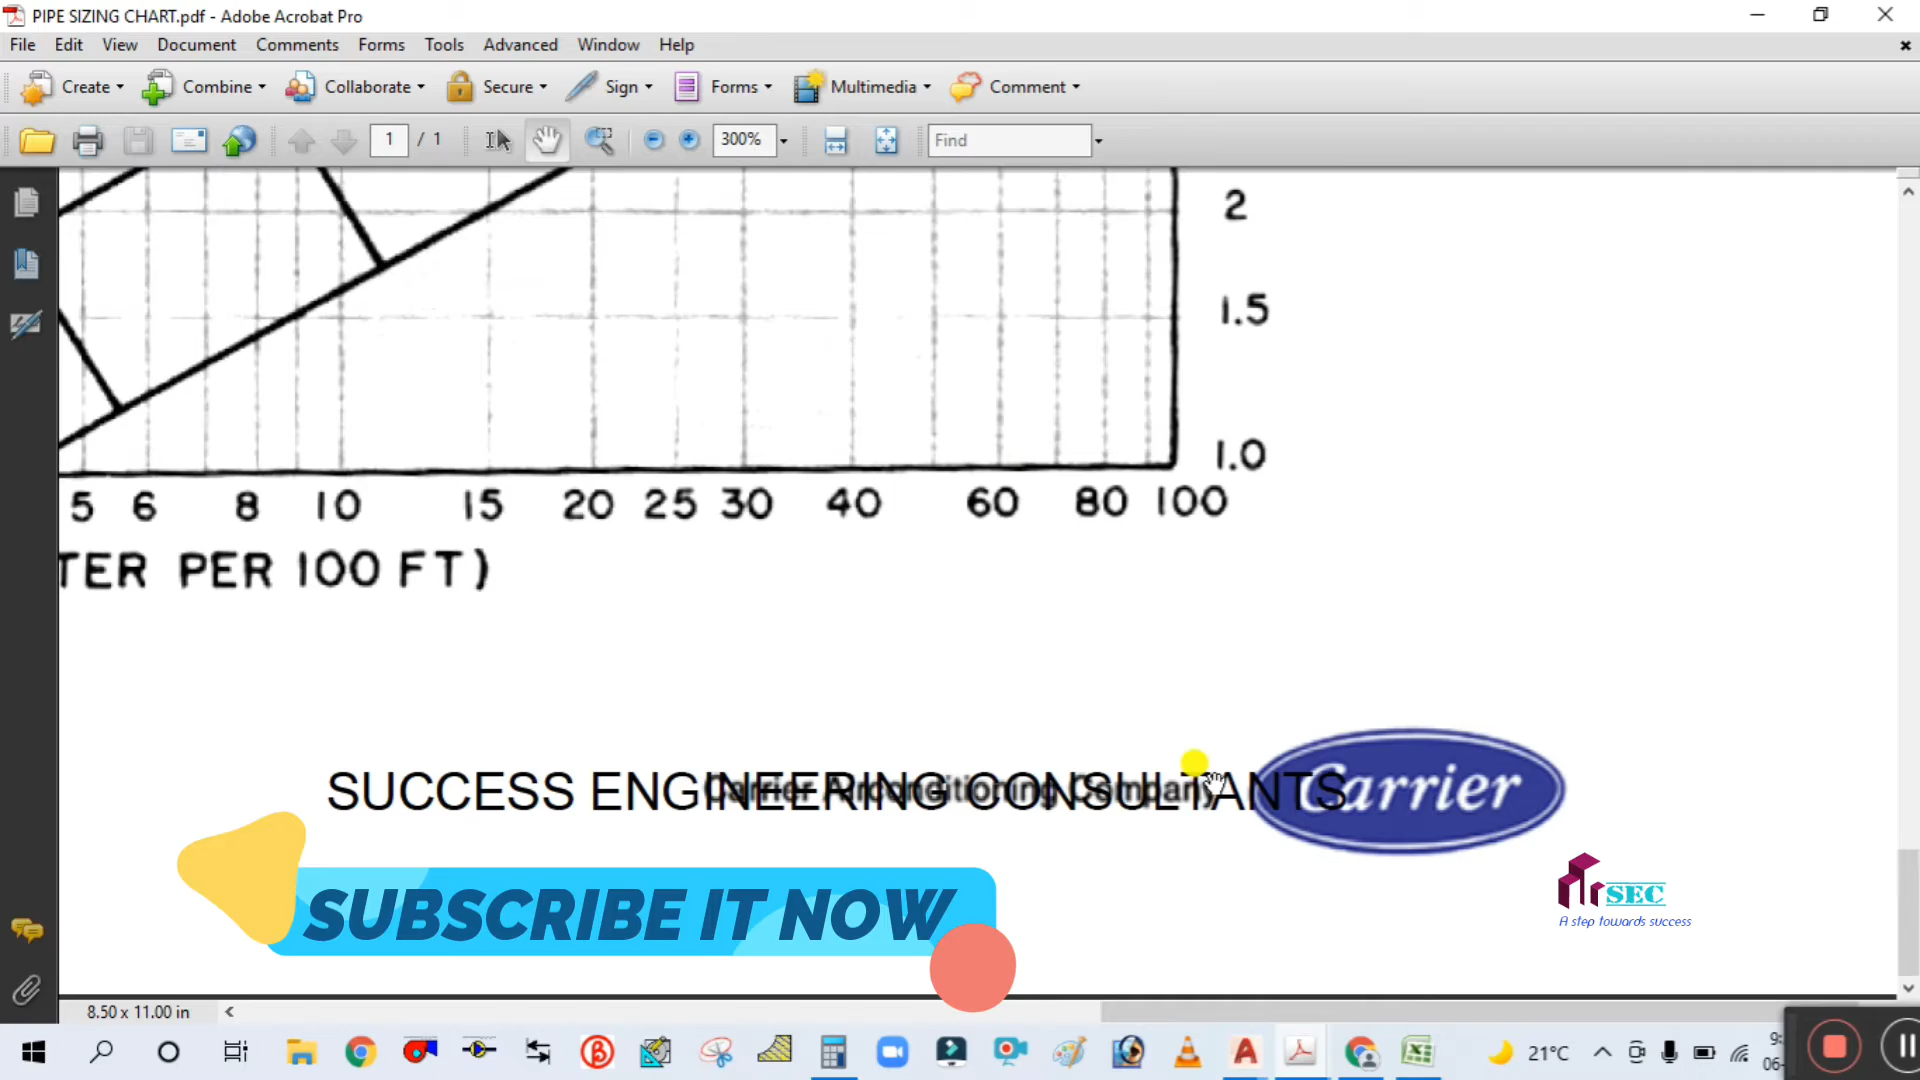 PIPE SIZING CHART.pdf - Adobe Acrobat Pro
File Edit View Document Comments Forms Tools Advanced Window Help
Create Combine Collaborate Secure Sign Forms Multimedia Comment
1 / 1 300% Find
2
1.5
1.0
5 6 8 10 15 20 25 30 40 60 80 100
TER PER 100 FT)
SUCCESS ENGINEERING CONSULTANTS
Carrier Airconditioning Company
Carrier
SEC
A step towards success
SUBSCRIBE IT NOW
8.50 x 11.00 in
21°C